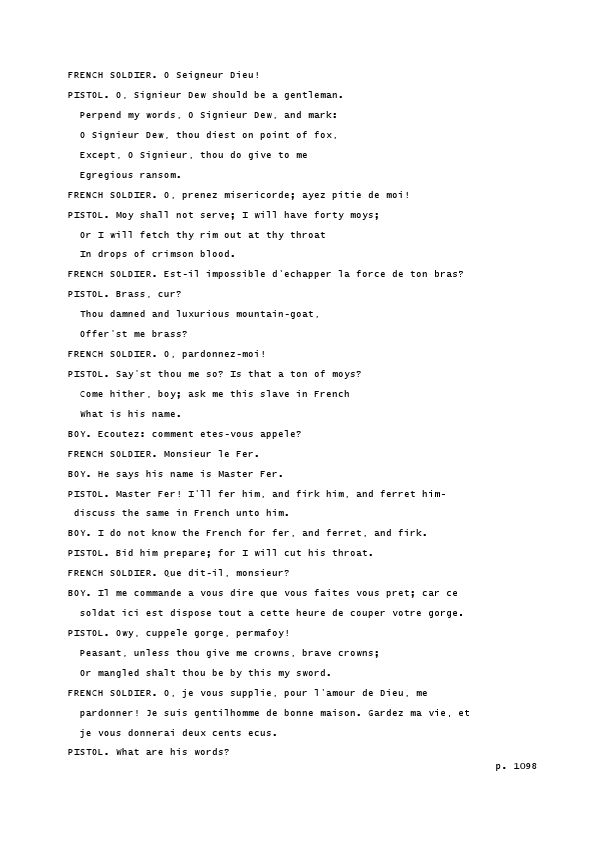 FRENCH SOLDIER. O Seigneur Dieu!
PISTOL. O, Signieur Dew should be a gentleman.
Perpend my words, O Signieur Dew, and mark:
O Signieur Dew, thou diest on point of fox,
Except, O Signieur, thou do give to me
Egregious ransom.
FRENCH SOLDIER. O, prenez misericorde; ayez pitie de moi!
PISTOL. Moy shall not serve; I will have forty moys;
Or I will fetch thy rim out at thy throat
In drops of crimson blood.
FRENCH SOLDIER. Est-il impossible d'echapper la force de ton bras?
PISTOL. Brass, cur?
Thou damned and luxurious mountain-goat,
Offer'st me brass?
FRENCH SOLDIER. O, pardonnez-moi!
PISTOL. Say'st thou me so? Is that a ton of moys?
Come hither, boy; ask me this slave in French
What is his name.
BOY. Ecoutez: comment etes-vous appele?
FRENCH SOLDIER. Monsieur le Fer.
BOY. He says his name is Master Fer.
PISTOL. Master Fer! I'll fer him, and firk him, and ferret him-
discuss the same in French unto him.
BOY. I do not know the French for fer, and ferret, and firk.
PISTOL. Bid him prepare; for I will cut his throat.
FRENCH SOLDIER. Que dit-il, monsieur?
BOY. Il me commande a vous dire que vous faites vous pret; car ce
soldat ici est dispose tout a cette heure de couper votre gorge.
PISTOL. Owy, cuppele gorge, permafoy!
Peasant, unless thou give me crowns, brave crowns;
Or mangled shalt thou be by this my sword.
FRENCH SOLDIER. O, je vous supplie, pour l'amour de Dieu, me
pardonner! Je suis gentilhomme de bonne maison. Gardez ma vie, et
je vous donnerai deux cents ecus.
PISTOL. What are his words?
p. 1098